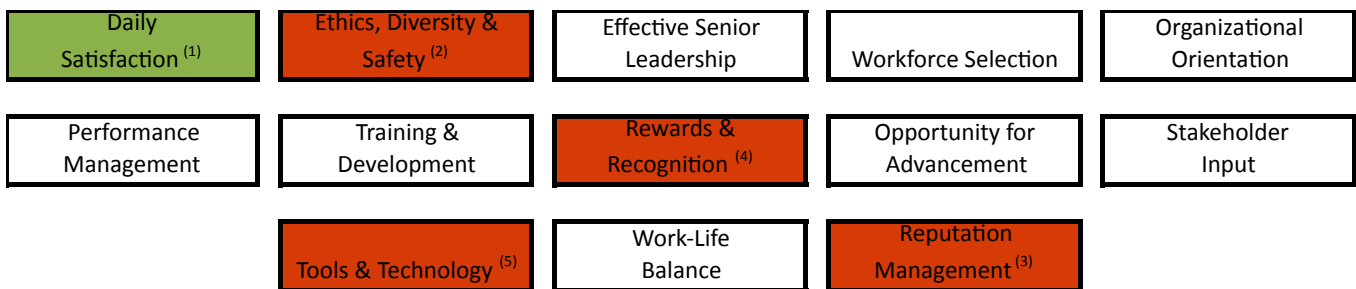 Daily
Satisfaction (1)
Ethics, Diversity &
Safety (2)
Effective Senior
Leadership
Workforce Selection
Organizational
Orientation
Performance
Management
Training &
Development
Rewards &
Recognition (4)
Opportunity for
Advancement
Stakeholder
Input
Tools & Technology (5)
Work-Life
Balance
Reputation
Management (3)